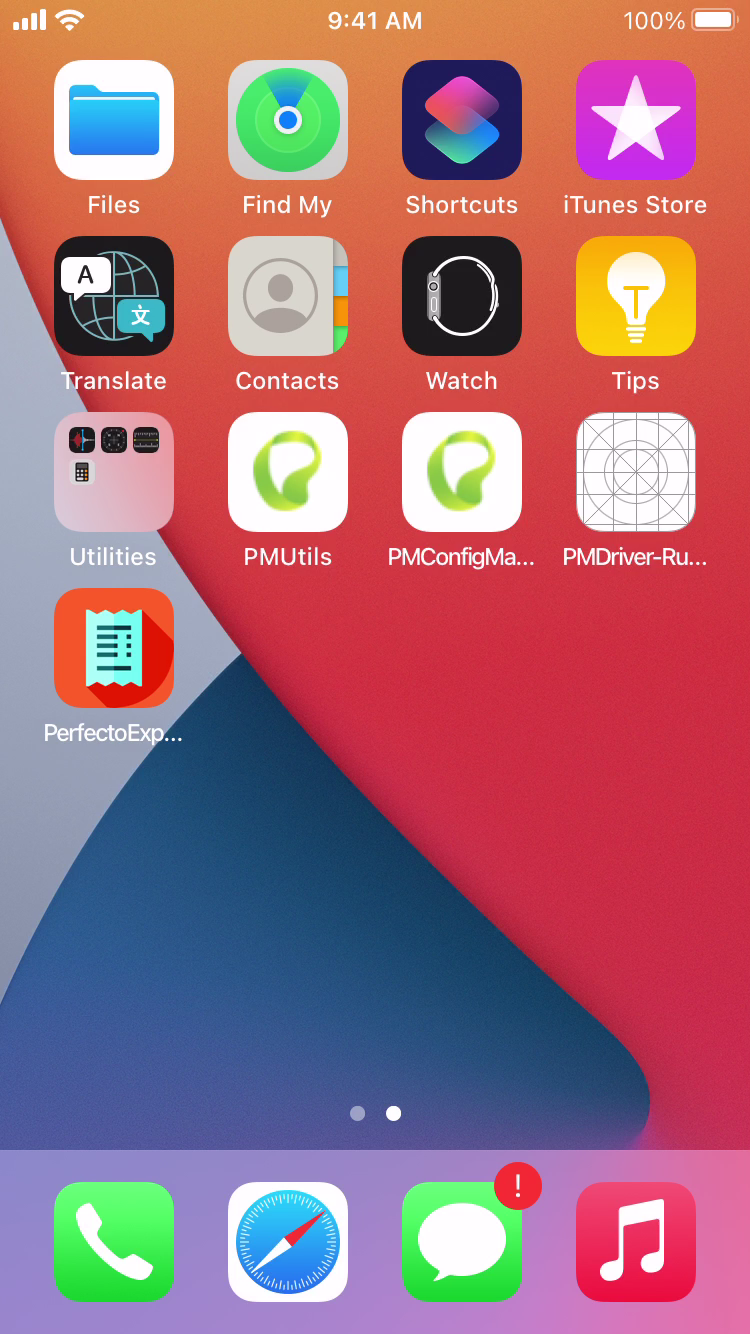 9:41 AM 100%
Files Find My Shortcuts iTunes Store
A 文
Translate Contacts Watch Tips
Utilities PMUtils PMConfigMa... PMDriver-Ru...
PerfectoExp...
!